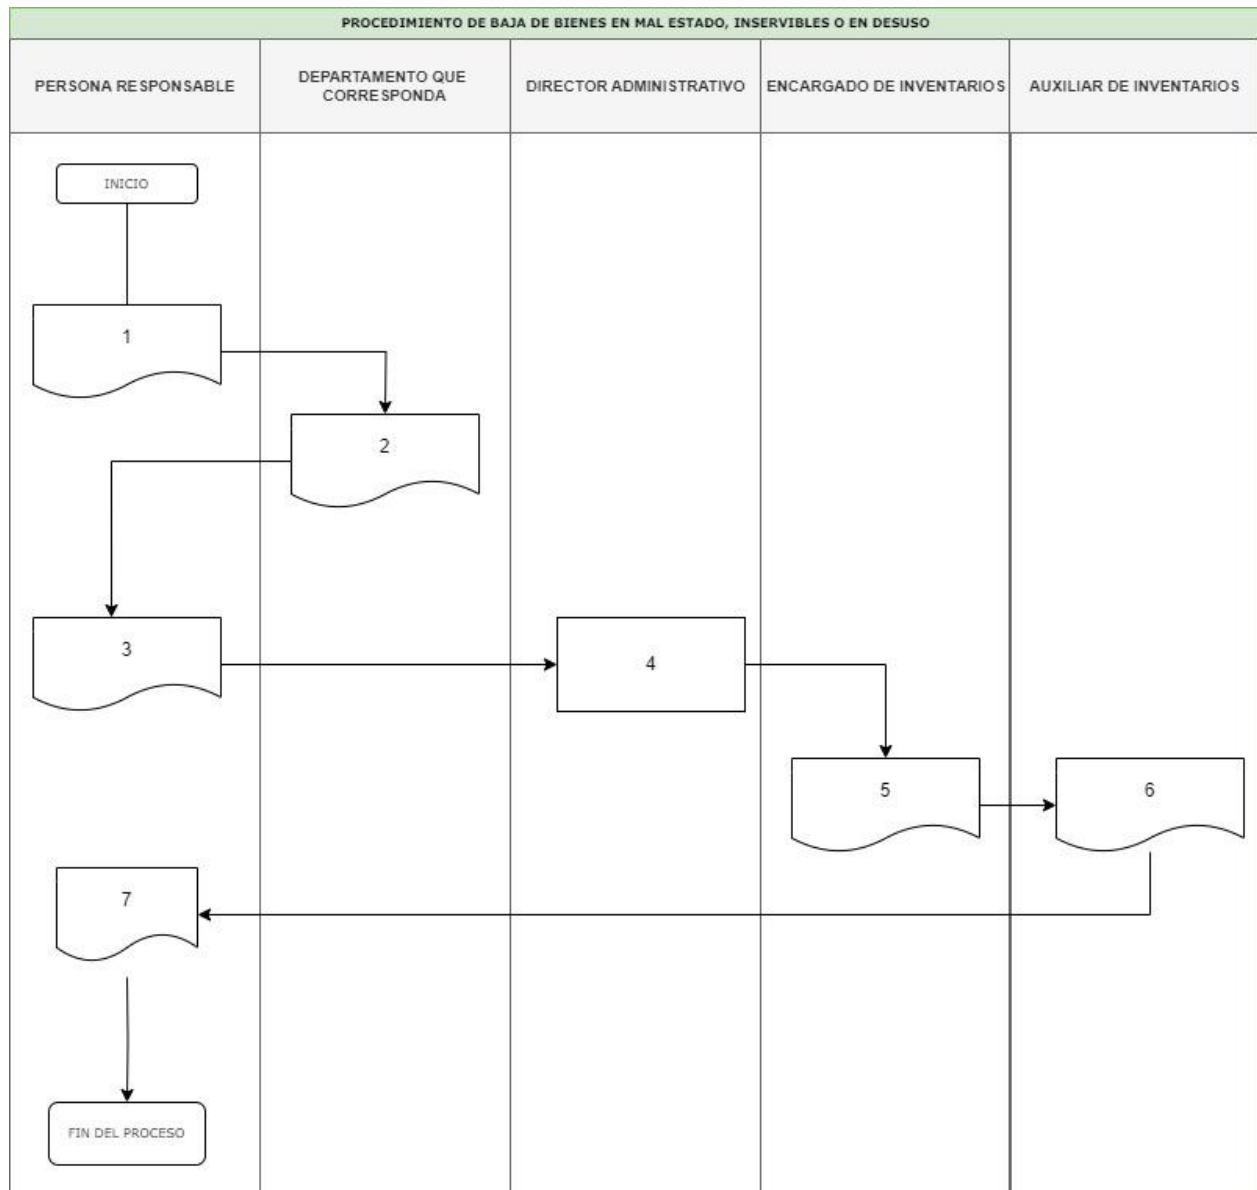 PROCEDIMIENTO DE BAJA DE BIENES EN MAL ESTADO, INSERVIBLES O EN DESUSO
PERSONA RESPONSABLE
DEPARTAMENTO QUE
CORRESPONDA
DIRECTOR ADMINISTRATIVO
ENCARGADO DE INVENTARIOS
AUXILIAR DE INVENTARIOS
INICIO
1
2
3
4
5
6
7
FIN DEL PROCESO